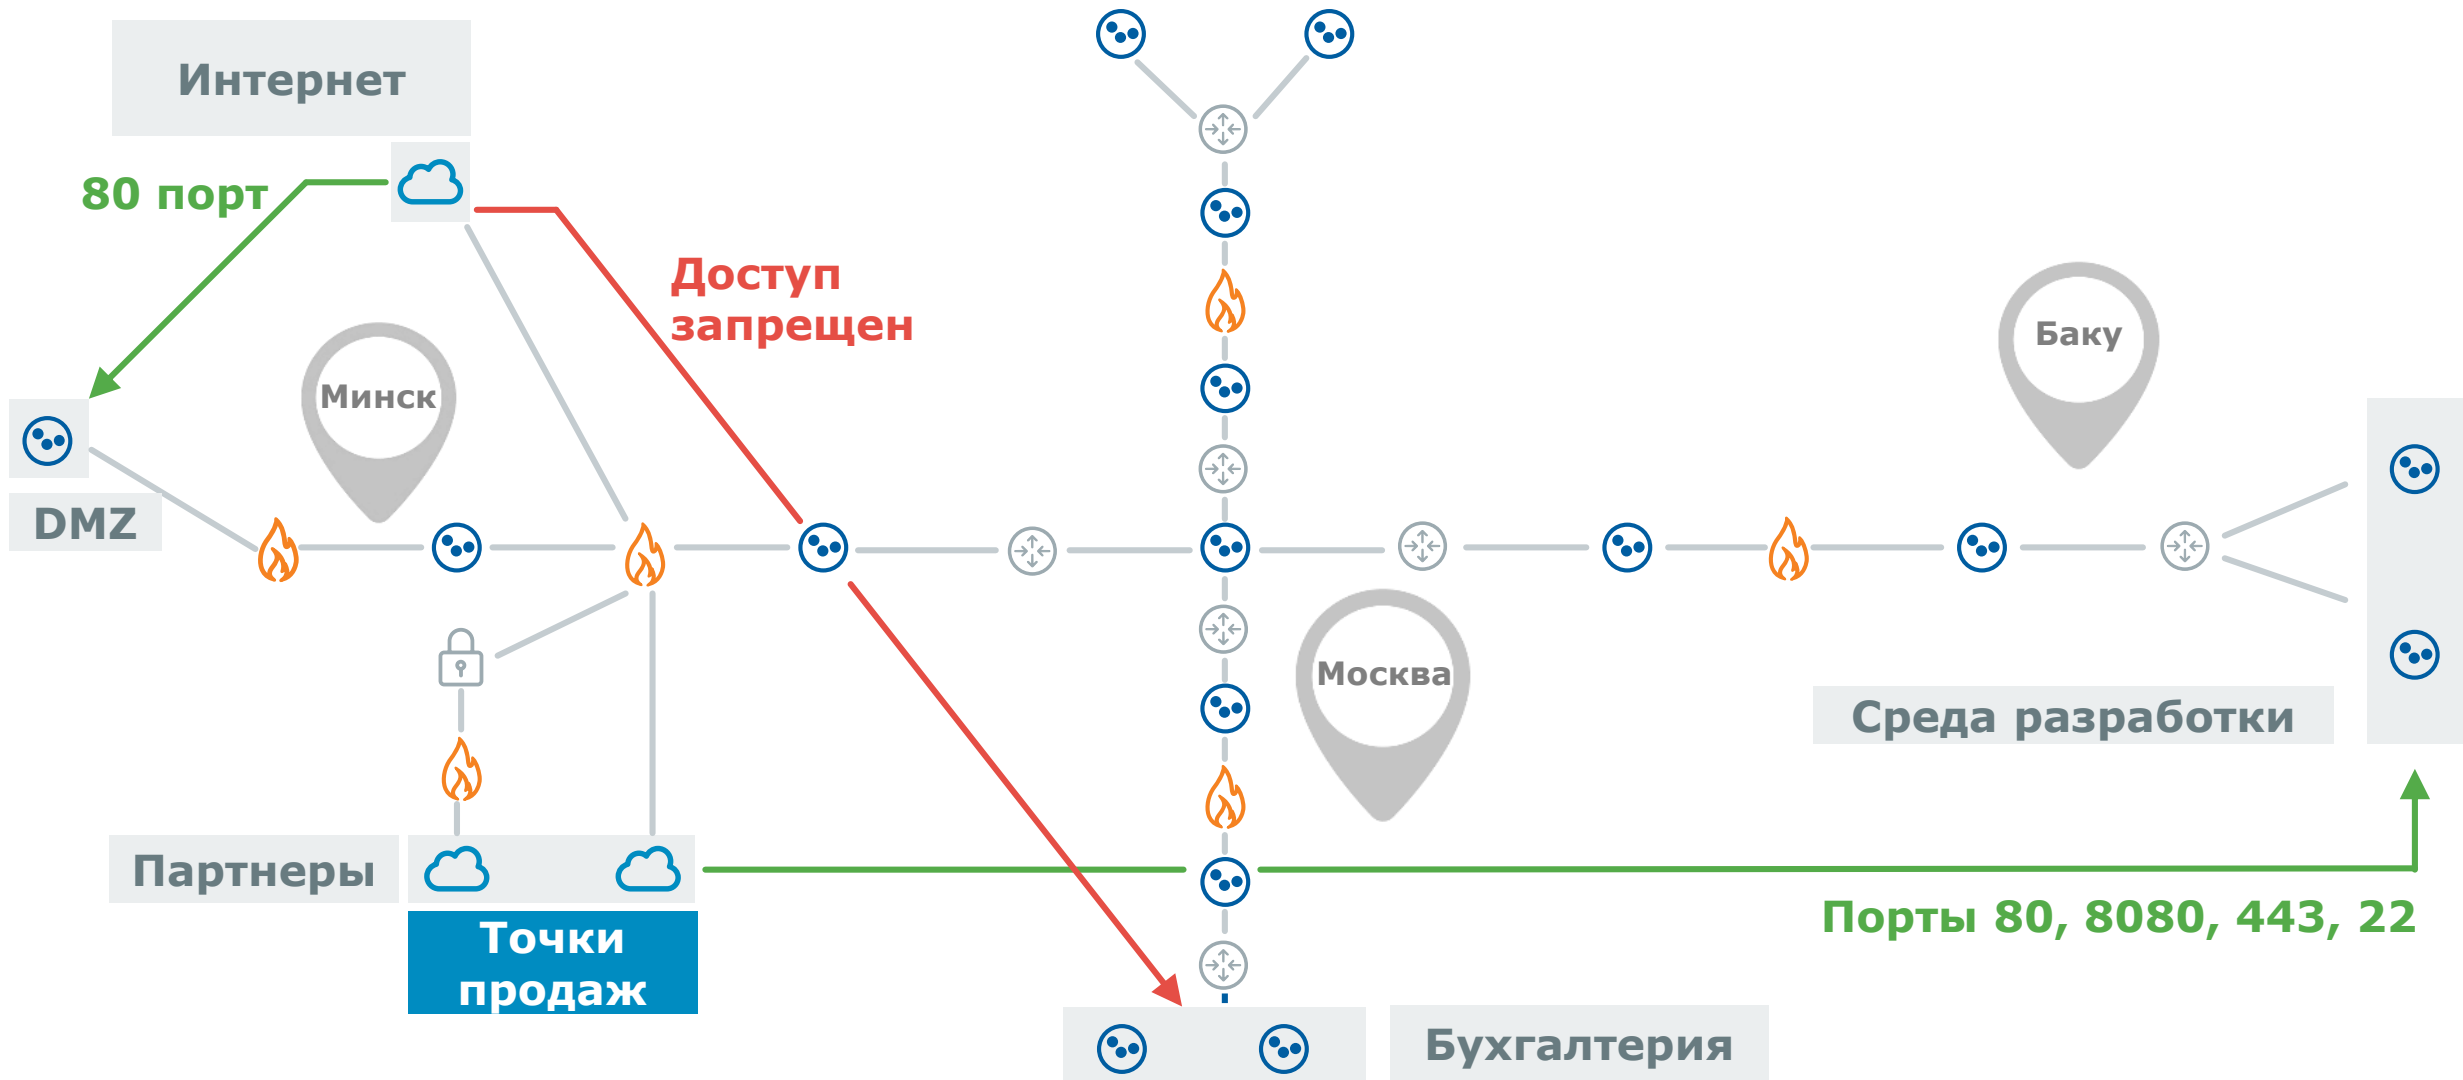 Интернет
80 порт
Доступ
запрещен
Баку
Минск
DMZ
Москва
Среда разработки
Партнеры
Порты 80, 8080, 443, 22
Точки
продаж
Бухгалтерия